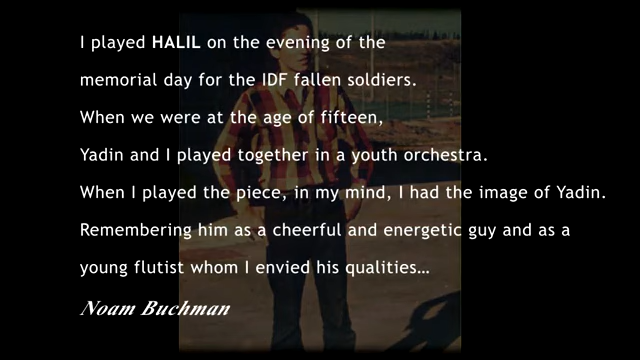 I played HALIL on the evening of the
memorial day for the IDF fallen soldiers.
When we were at the age of fifteen,
Yadin and I played together in a youth orchestra.
When I played the piece, in my mind, I had the image of Yadin.
Remembering him as a cheerful and energetic guy and as a
young flutist whom I envied his qualities…
Noam Buchman